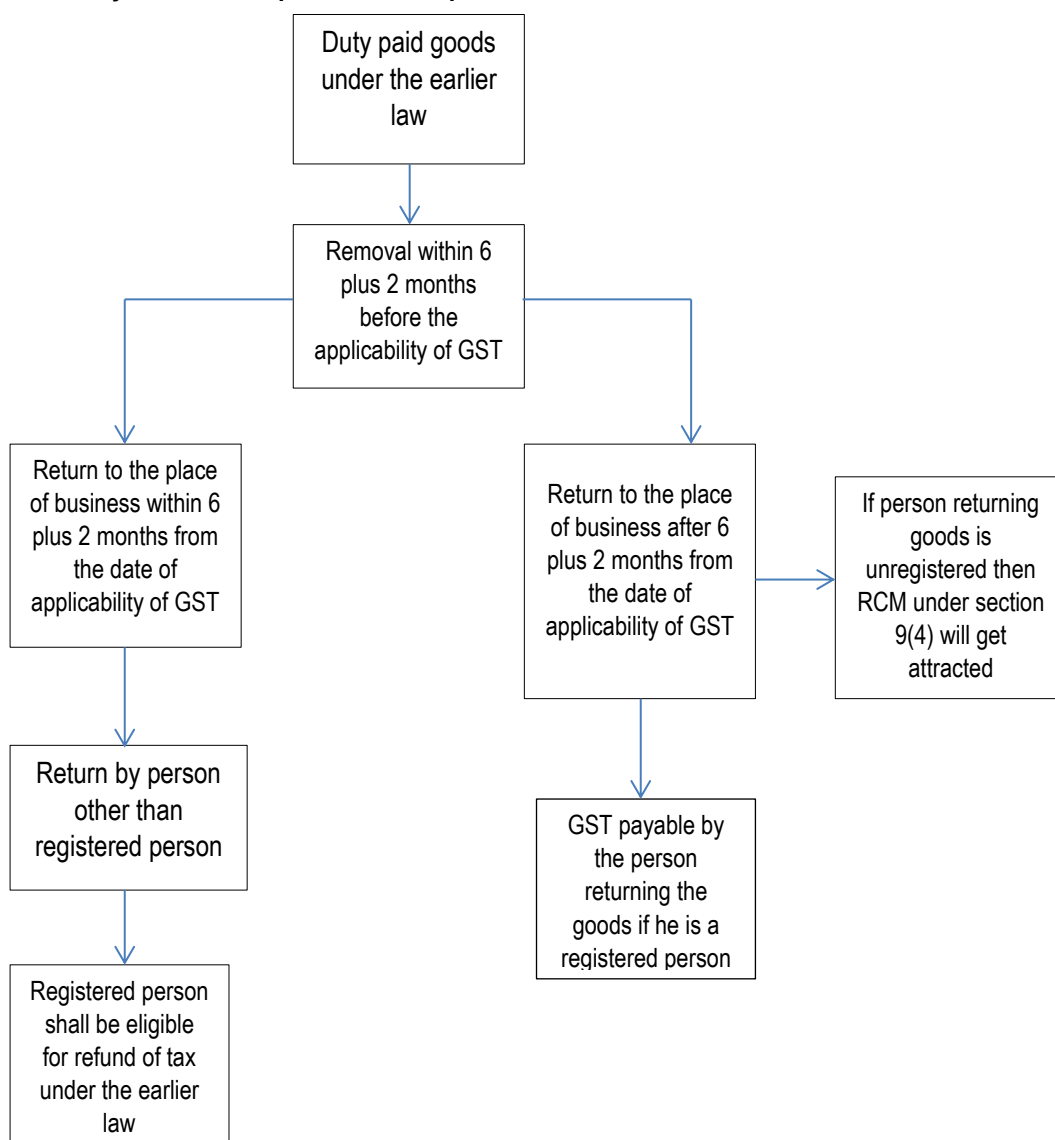 Duty paid goods
under the earlier
law
Removal within 6
plus 2 months
before the
applicability of GST
Return to the place
of business within 6
plus 2 months from
the date of
applicability of GST
Return to the place
of business after 6
plus 2 months from
the date of
applicability of GST
If person returning
goods is
unregistered then
RCM under section
9(4) will get
attracted
Return by person
other than
registered person
GST payable by
the person
returning the
goods if he is a
registered person
Registered person
shall be eligible
for refund of tax
under the earlier
law